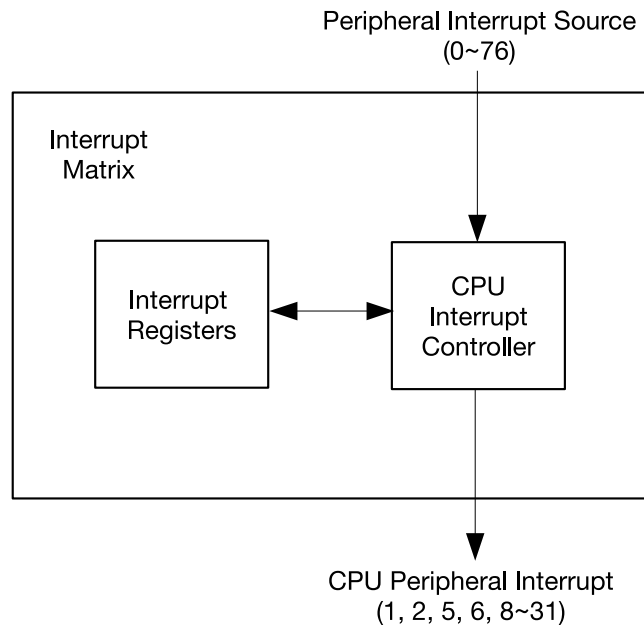 Peripheral Interrupt Source
(0~76)
Interrupt
Matrix
Interrupt
Registers
CPU
Interrupt
Controller
CPU Peripheral Interrupt
(1, 2, 5, 6, 8~31)